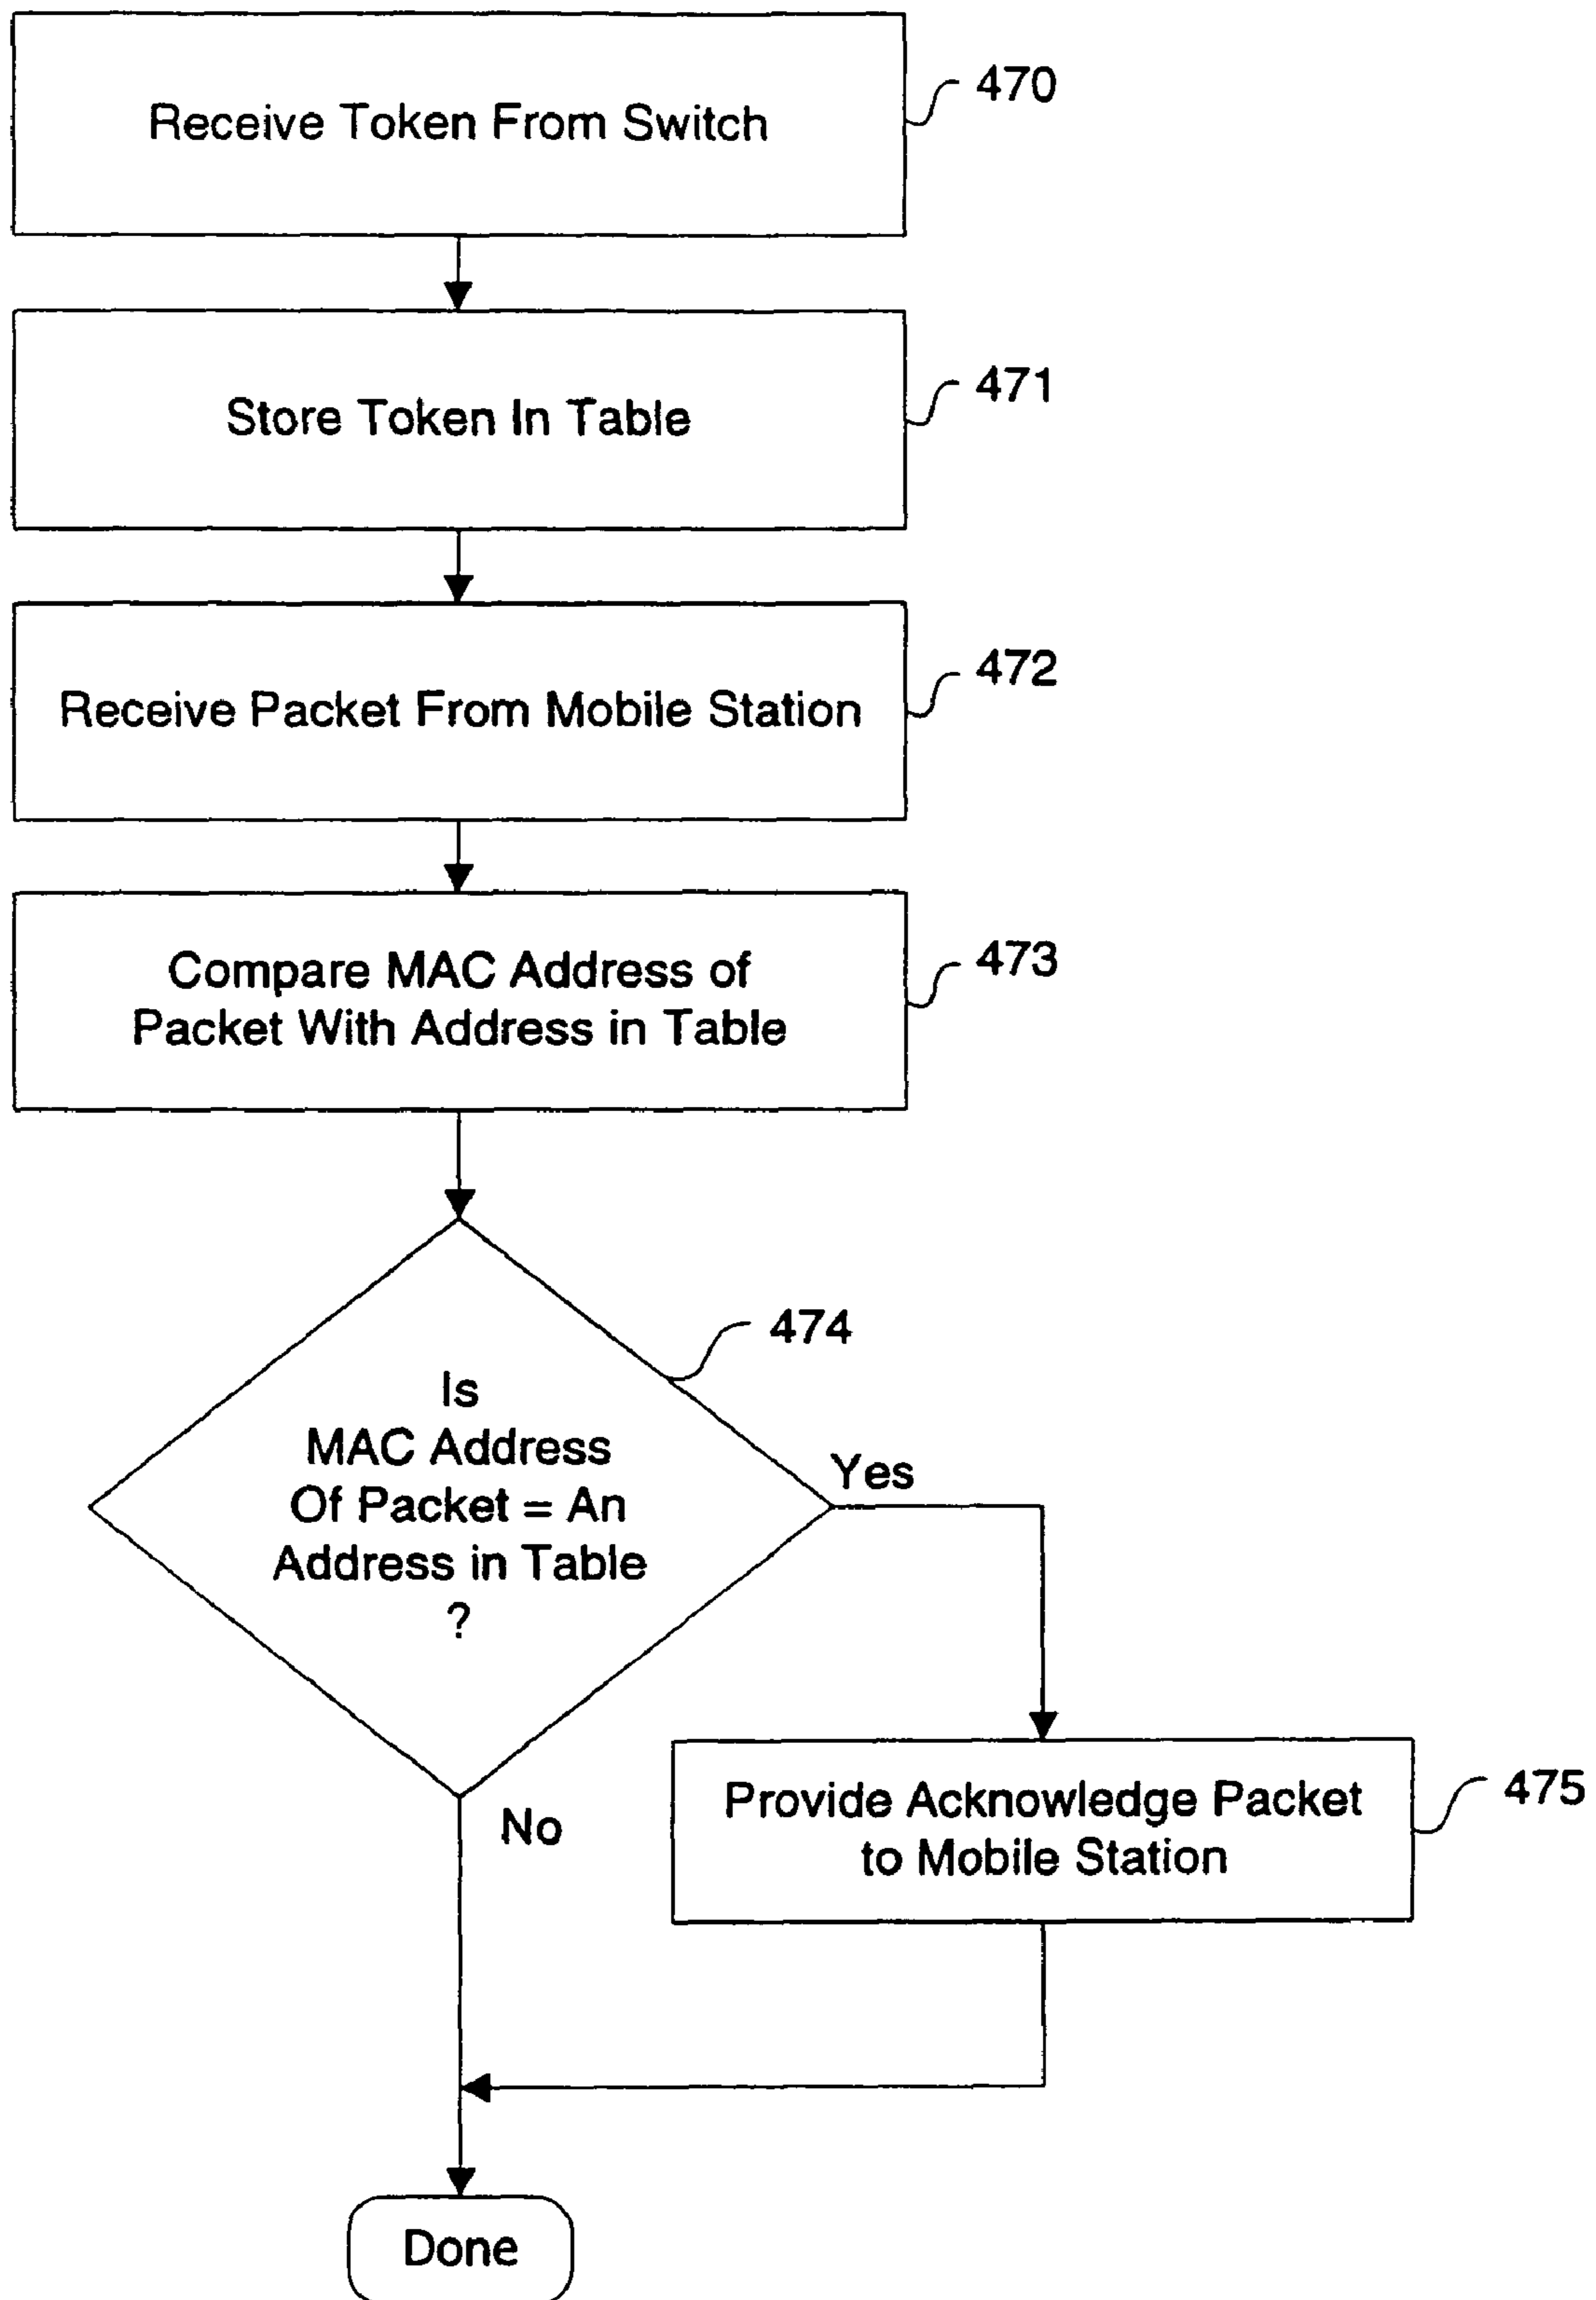 Receive Token From Switch
470
Store Token In Table
471
Receive Packet From Mobile Station
472
Compare MAC Address of
Packet With Address in Table
473
474
Is
MAC Address
Of Packet = An
Address in Table
?
Yes
No
Provide Acknowledge Packet
to Mobile Station
475
Done